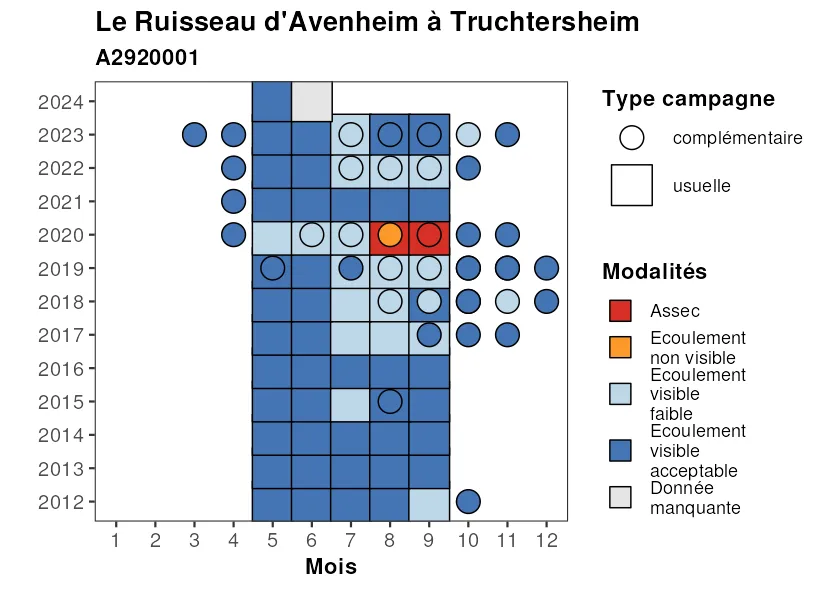 Le Ruisseau d'Avenheim à Truchtersheim
A2920001
2024
2023
2022
2021
2020
2019
2018
2017
2016
2015
2014
2013
2012
1 2 3 4 5 6 7 8 9 10 11 12
Mois
Type campagne
complémentaire
usuelle
Modalités
Assec
Ecoulement
non visible
Ecoulement
visible
faible
Ecoulement
visible
acceptable
Donnée
manquante